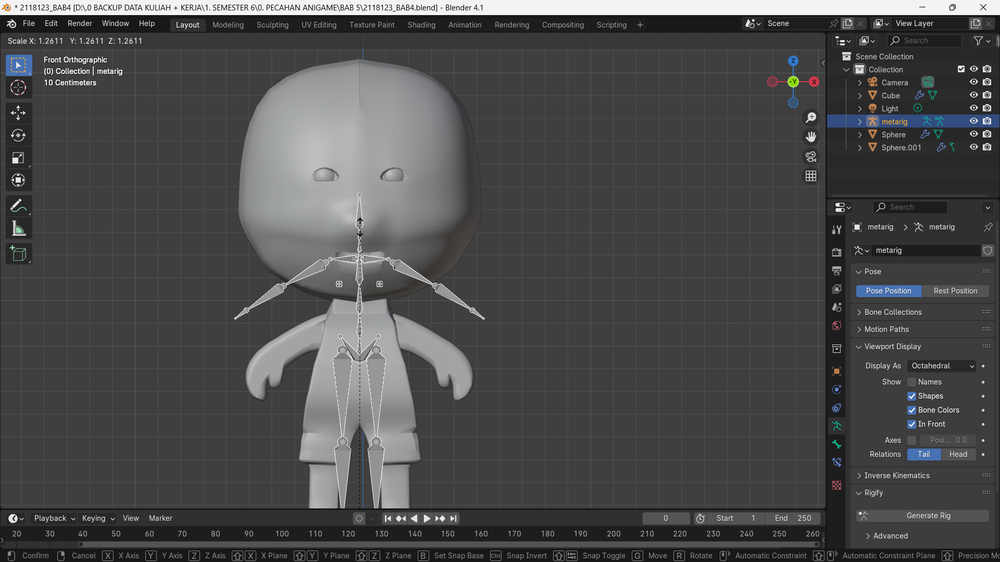 * 2118123_BAB4 [D:\.0 BACKUP DATA KULIAH + KERJA\1. SEMESTER 6\0. PECAHAN ANIGAME\BAB 5\2118123_BAB4.blend] - Blender 4.1
File Edit Render Window Help Layout Modeling Sculpting UV Editing Texture Paint Shading Animation Rendering Compositing Scripting + Scene View Layer
Scale X: 1.2611 Y: 1.2611 Z: 1.2611
Search
Front Orthographic
(0) Collection | metarig
10 Centimeters
Z
-Y
X
Scene Collection
Collection
Camera
Cube
Light
metarig
Sphere
Sphere.001
Search
metarig > metarig
metarig
Pose
Pose Position Rest Position
Bone Collections
Motion Paths
Viewport Display
Display As Octahedral
Show Names
Shapes
Bone Colors
In Front
Axes Posi... 0.0
Relations Tail Head
Inverse Kinematics
Rigify
Generate Rig
Advanced
Playback Keying View Marker 0 Start 1 End 250
20 30 40 50 60 70 80 90 100 110 120 130 140 150 160 170 180 190 200 210 220 230 240 250 260
Confirm Cancel X X Axis Y Y Axis Z Z Axis X X Plane Y Y Plane Z Z Plane B Set Snap Base Ctrl Snap Invert Snap Toggle G Move R Rotate Automatic Constraint Automatic Constraint Plane Precision Mo